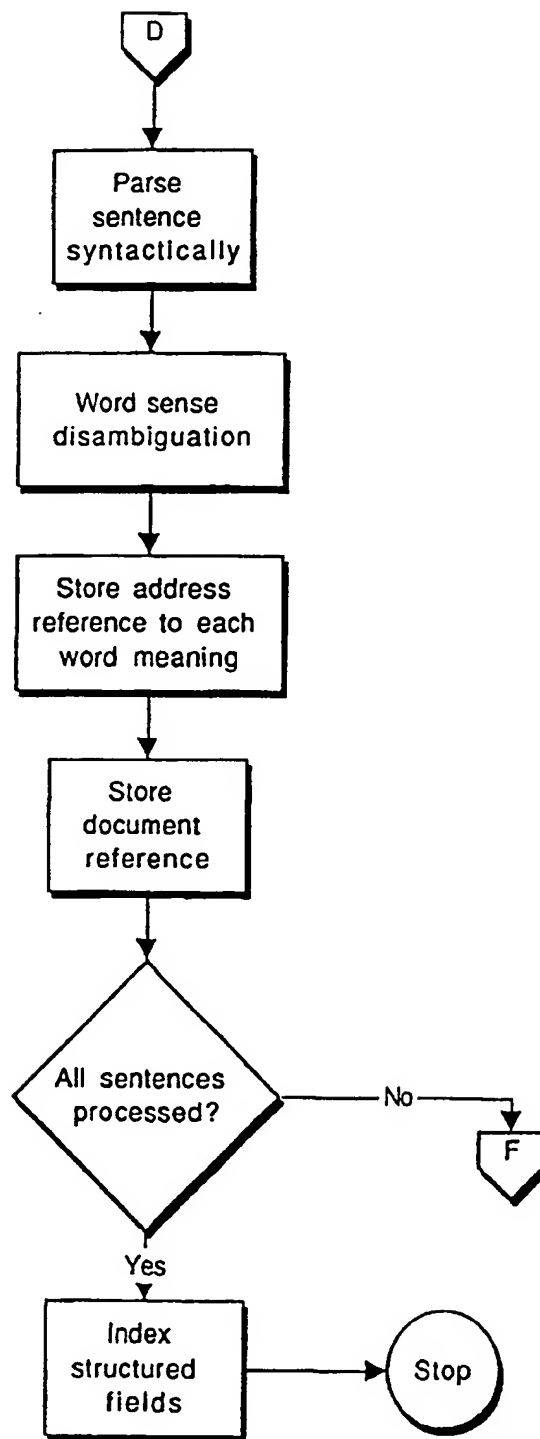 D
Parse
sentence
syntactically
Word sense
disambiguation
Store address
reference to each
word meaning
Store
document
reference
All sentences
processed?
No
F
Yes
Index
structured
fields
Stop